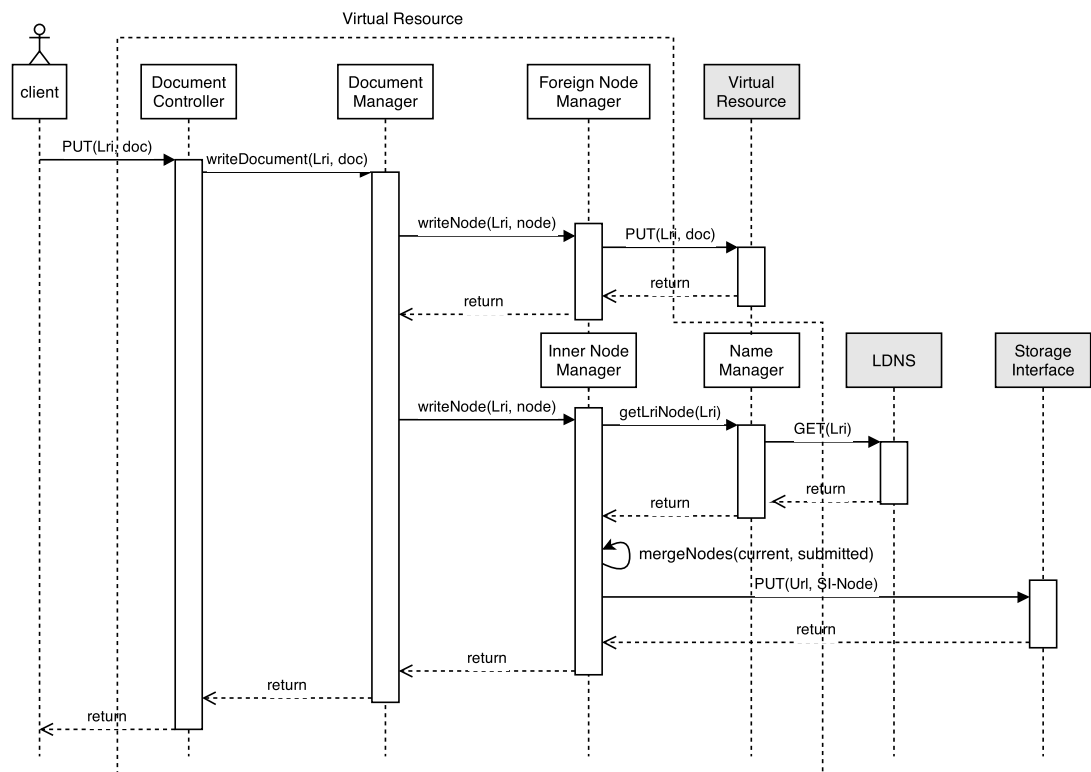 Virtual Resource
client
Document
Controller
Document
Manager
Foreign Node
Manager
Virtual
Resource
PUT(Lri, doc)
writeDocument(Lri, doc)
writeNode(Lri, node)
PUT(Lri, doc)
return
return
Inner Node
Manager
Name
Manager
LDNS
Storage
Interface
writeNode(Lri, node)
getLriNode(Lri)
GET(Lri)
return
return
mergeNodes(current, submitted)
PUT(Url, SI-Node)
return
return
return
return